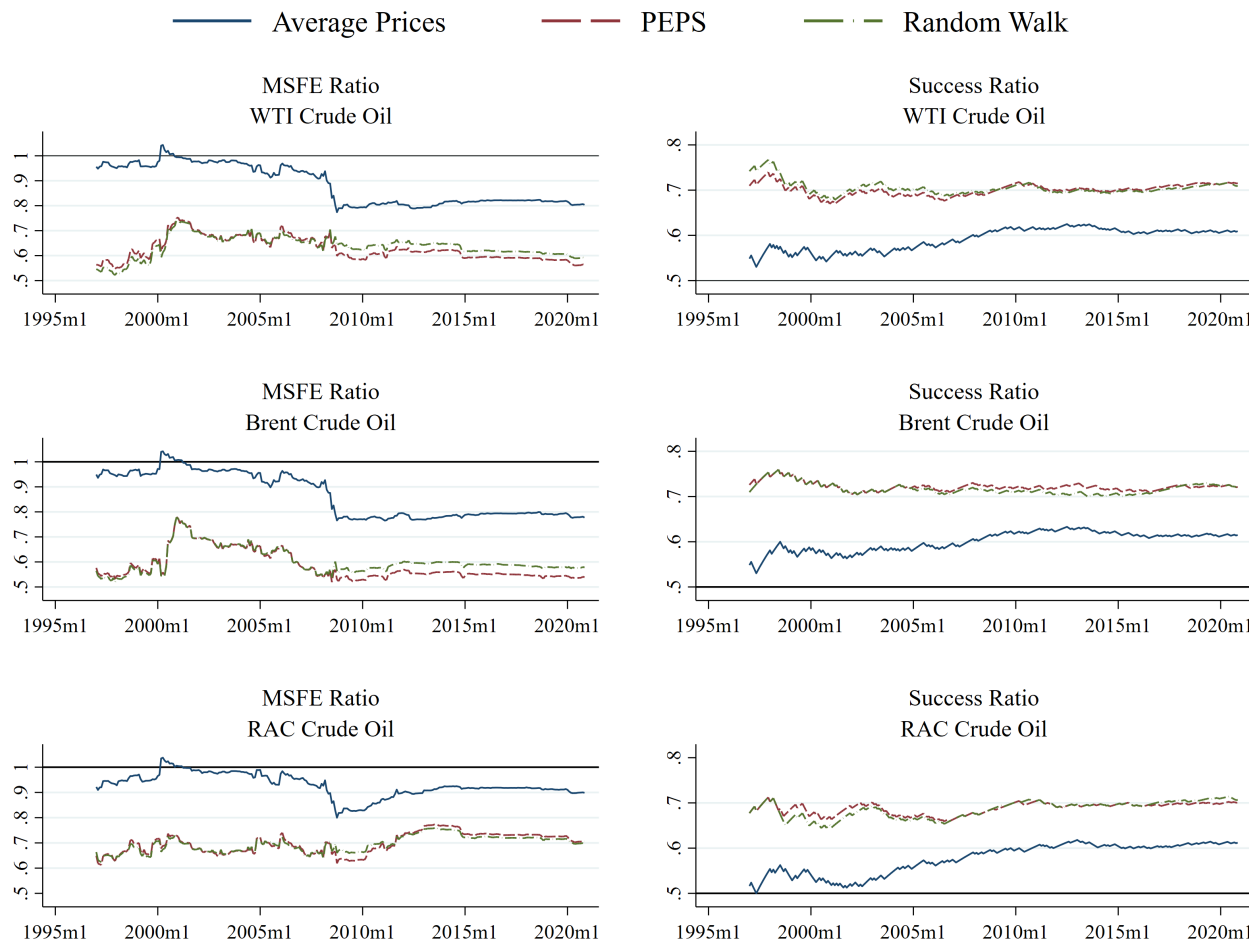 Average Prices PEPS Random Walk
MSFE Ratio
WTI Crude Oil
1
.9
.8
.7
.6
.5
1995m1 2000m1 2005m1 2010m1 2015m1 2020m1
Success Ratio
WTI Crude Oil
.8
.7
.6
.5
1995m1 2000m1 2005m1 2010m1 2015m1 2020m1
MSFE Ratio
Brent Crude Oil
1
.9
.8
.7
.6
.5
1995m1 2000m1 2005m1 2010m1 2015m1 2020m1
Success Ratio
Brent Crude Oil
.8
.7
.6
.5
1995m1 2000m1 2005m1 2010m1 2015m1 2020m1
MSFE Ratio
RAC Crude Oil
1
.9
.8
.7
.6
.5
1995m1 2000m1 2005m1 2010m1 2015m1 2020m1
Success Ratio
RAC Crude Oil
.8
.7
.6
.5
1995m1 2000m1 2005m1 2010m1 2015m1 2020m1